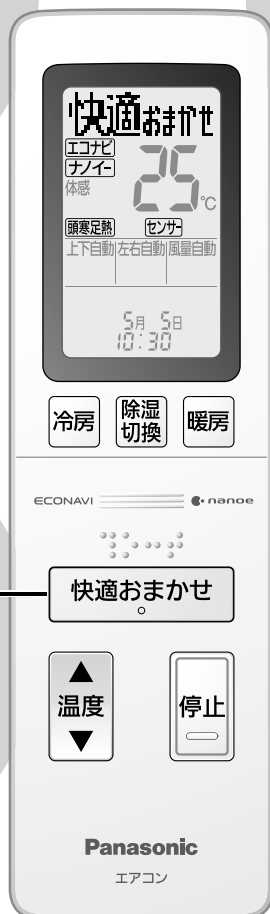 快適おまかせ
エコナビ
ナノイー
体感 25℃
頭寒足熱 センサー
上下自動 左右自動 風量自動
5月 5日
10:30
冷房 除湿切換 暖房
ECONAVI nanoe
快適おまかせ
▲
温度
▼
停止
Panasonic
エアコン